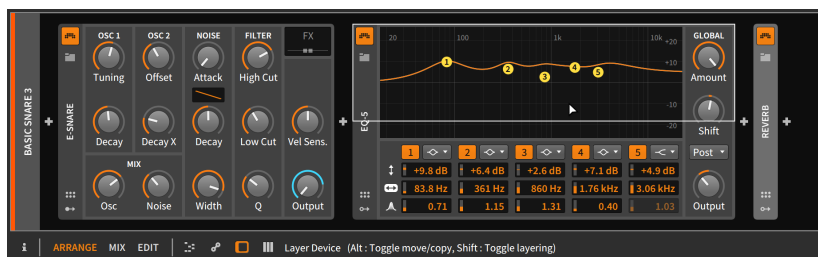 BASIC SNARE 3
E-SNARE
OSC 1
OSC 2
NOISE
FILTER
FX
Tuning
Offset
Attack
High Cut
Decay
Decay X
Decay
Low Cut
Vel Sens.
MIX
Osc
Noise
Width
Q
Output
EQ-5
20
100
1k
10k
+20
+10
-10
-20
1
2
3
4
5
1
2
3
4
5
+9.8 dB
+6.4 dB
+2.6 dB
+7.1 dB
+4.9 dB
83.8 Hz
361 Hz
860 Hz
1.76 kHz
3.06 kHz
0.71
1.15
1.31
0.40
1.03
GLOBAL
Amount
Shift
Post
Output
REVERB
i
ARRANGE
MIX
EDIT
Layer Device (Alt : Toggle move/copy, Shift : Toggle layering)